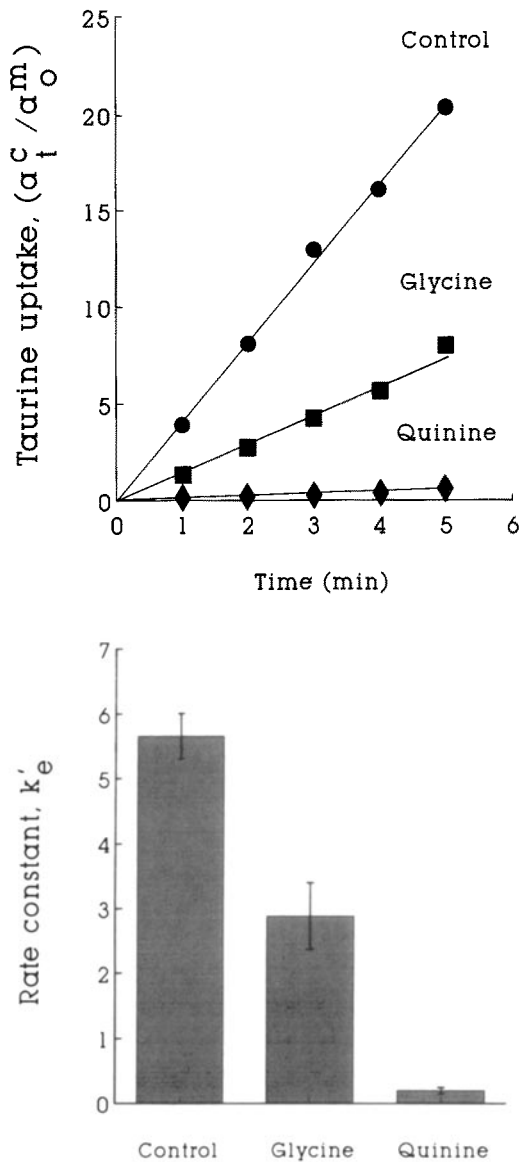 25
20
15
10
5
0
Taurine uptake, (a^c_t /a^m_o)
Control
Glycine
Quinine
0 1 2 3 4 5 6
Time (min)
7
6
5
4
3
2
1
0
Rate constant, k'_e
Control Glycine Quinine